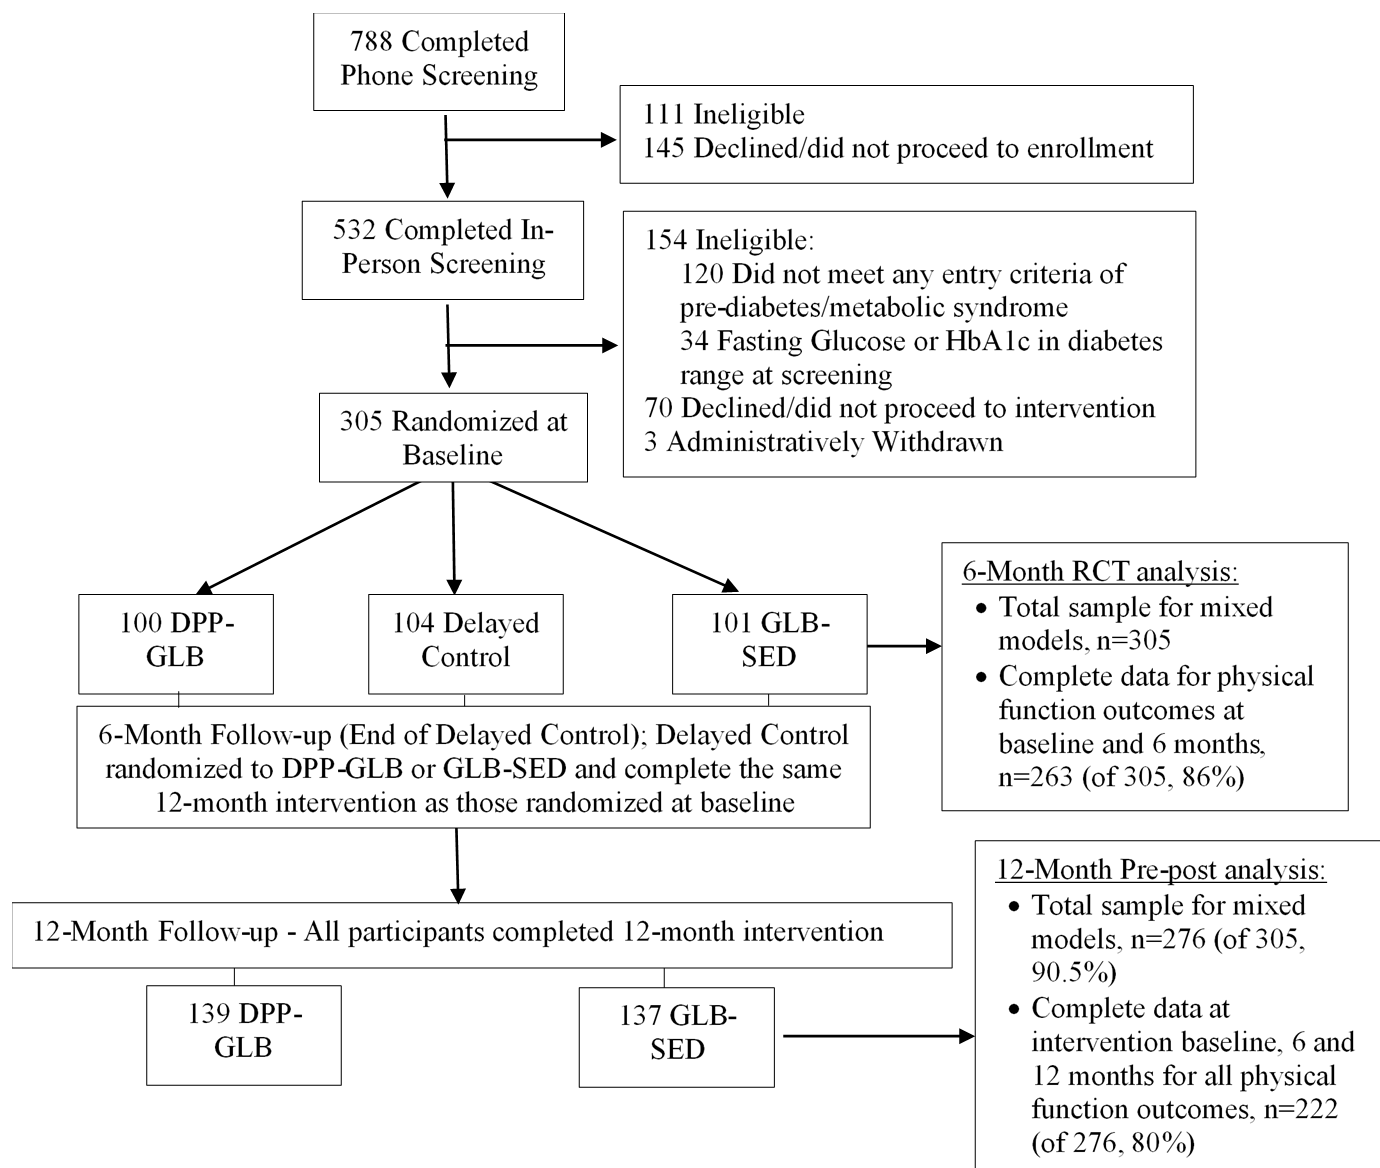 788 Completed
Phone Screening
111 Ineligible
145 Declined/did not proceed to enrollment
532 Completed In-
Person Screening
154 Ineligible:
120 Did not meet any entry criteria of
pre-diabetes/metabolic syndrome
34 Fasting Glucose or HbA1c in diabetes
range at screening
70 Declined/did not proceed to intervention
3 Administratively Withdrawn
305 Randomized at
Baseline
100 DPP-
GLB
104 Delayed
Control
101 GLB-
SED
6-Month RCT analysis:
• Total sample for mixed
models, n=305
• Complete data for physical
function outcomes at
baseline and 6 months,
n=263 (of 305, 86%)
6-Month Follow-up (End of Delayed Control); Delayed Control
randomized to DPP-GLB or GLB-SED and complete the same
12-month intervention as those randomized at baseline
12-Month Follow-up - All participants completed 12-month intervention
139 DPP-
GLB
137 GLB-
SED
12-Month Pre-post analysis:
• Total sample for mixed
models, n=276 (of 305,
90.5%)
• Complete data at
intervention baseline, 6 and
12 months for all physical
function outcomes, n=222
(of 276, 80%)